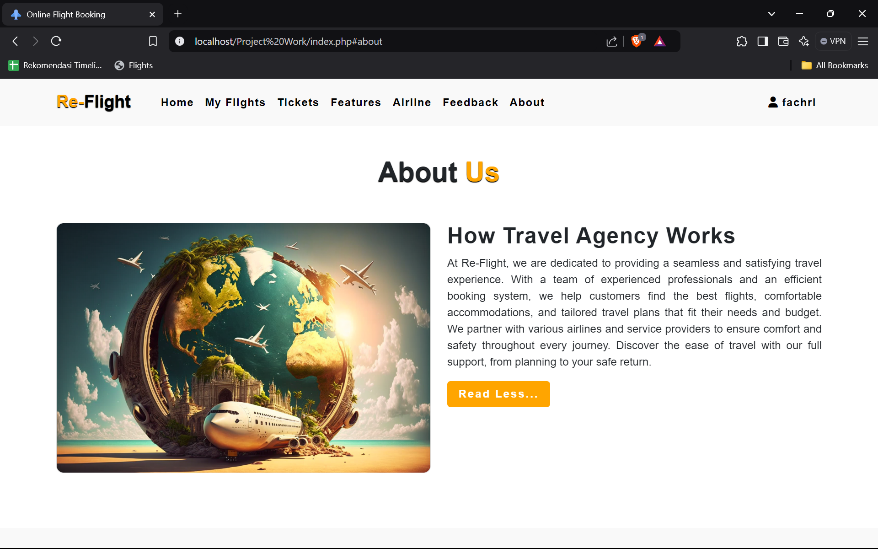 Online Flight Booking
localhost/Project%20Work/index.php#about
1
VPN
Rekomendasi Timeli...
Flights
All Bookmarks
Re-Flight
Home My Flights Tickets Features Airline Feedback About
fachri
About Us
How Travel Agency Works
At Re-Flight, we are dedicated to providing a seamless and satisfying travel
experience. With a team of experienced professionals and an efficient
booking system, we help customers find the best flights, comfortable
accommodations, and tailored travel plans that fit their needs and budget.
We partner with various airlines and service providers to ensure comfort and
safety throughout every journey. Discover the ease of travel with our full
support, from planning to your safe return.
Read Less...